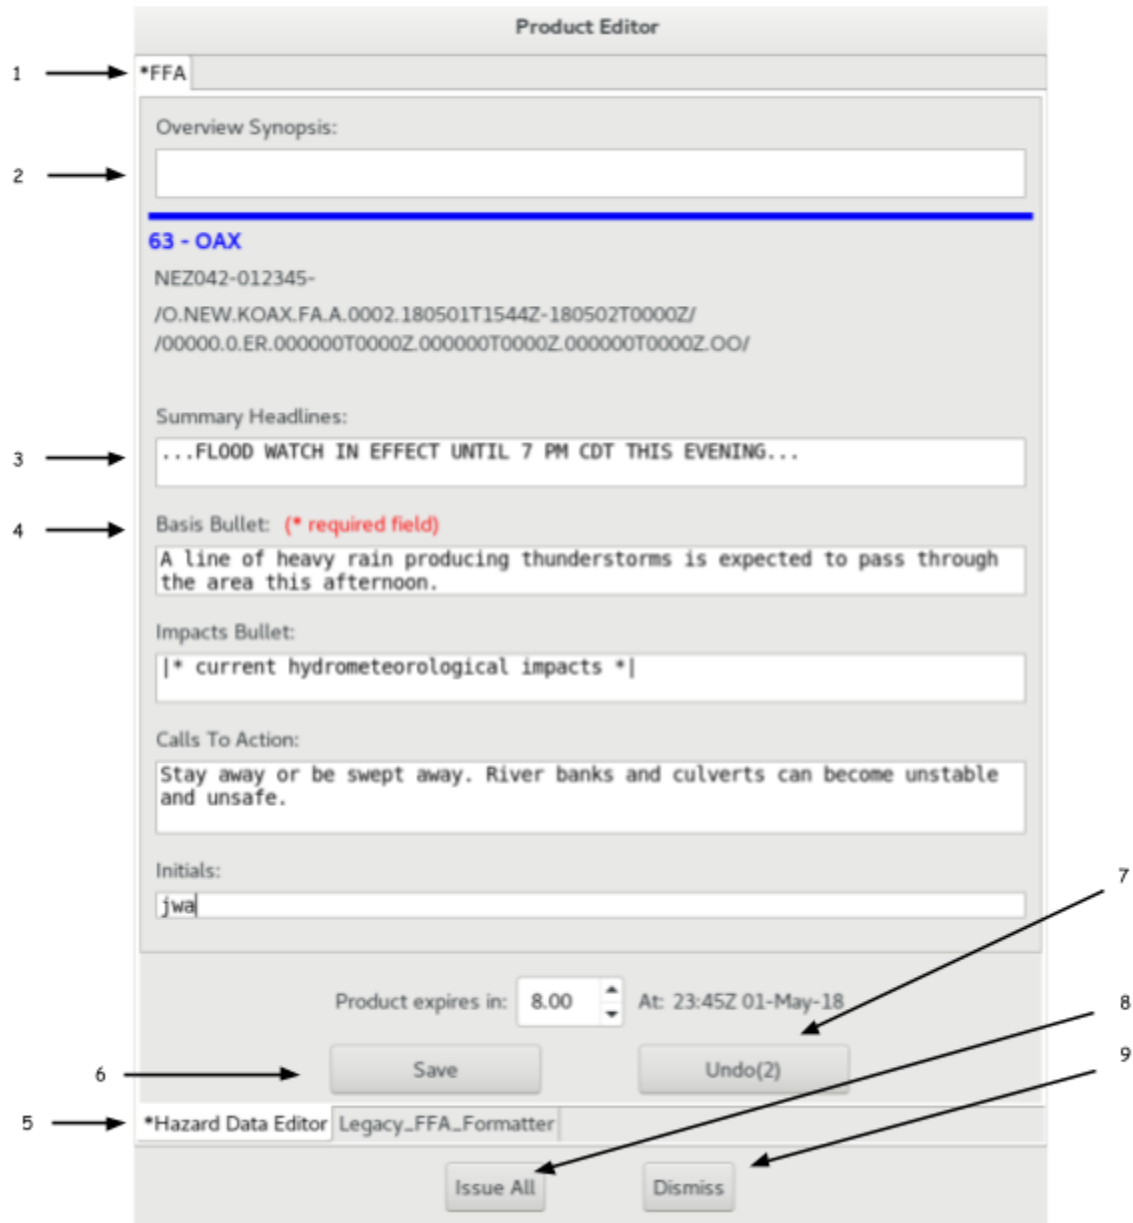 Product Editor
1
*FFA
Overview Synopsis:
2
63 - OAX
NEZ042-012345-
/O.NEW.KOAX.FA.A.0002.180501T1544Z-180502T0000Z/
/00000.0.ER.000000T0000Z.000000T0000Z.000000T0000Z.OO/
Summary Headlines:
3
...FLOOD WATCH IN EFFECT UNTIL 7 PM CDT THIS EVENING...
4
Basis Bullet: (* required field)
A line of heavy rain producing thunderstorms is expected to pass through
the area this afternoon.
Impacts Bullet:
|* current hydrometeorological impacts *|
Calls To Action:
Stay away or be swept away. River banks and culverts can become unstable
and unsafe.
Initials:
7
jwa
Product expires in: 8.00 At: 23:45Z 01-May-18
8
9
6
Save Undo(2)
5
*Hazard Data Editor Legacy_FFA_Formatter
Issue All Dismiss